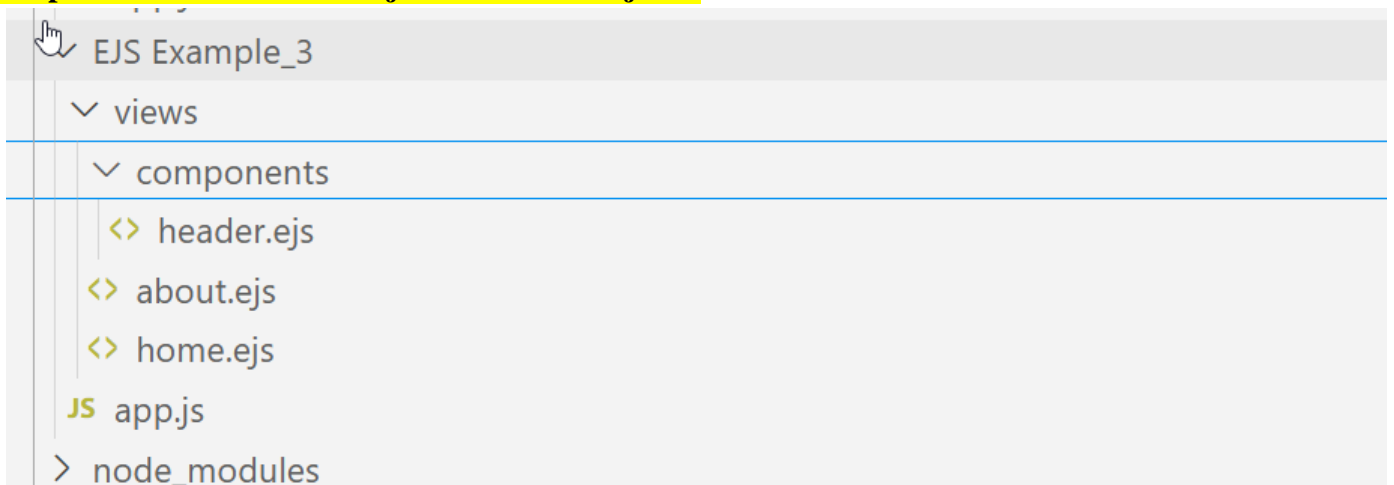 EJS Example_3
views
components
header.ejs
about.ejs
home.ejs
JS app.js
node_modules